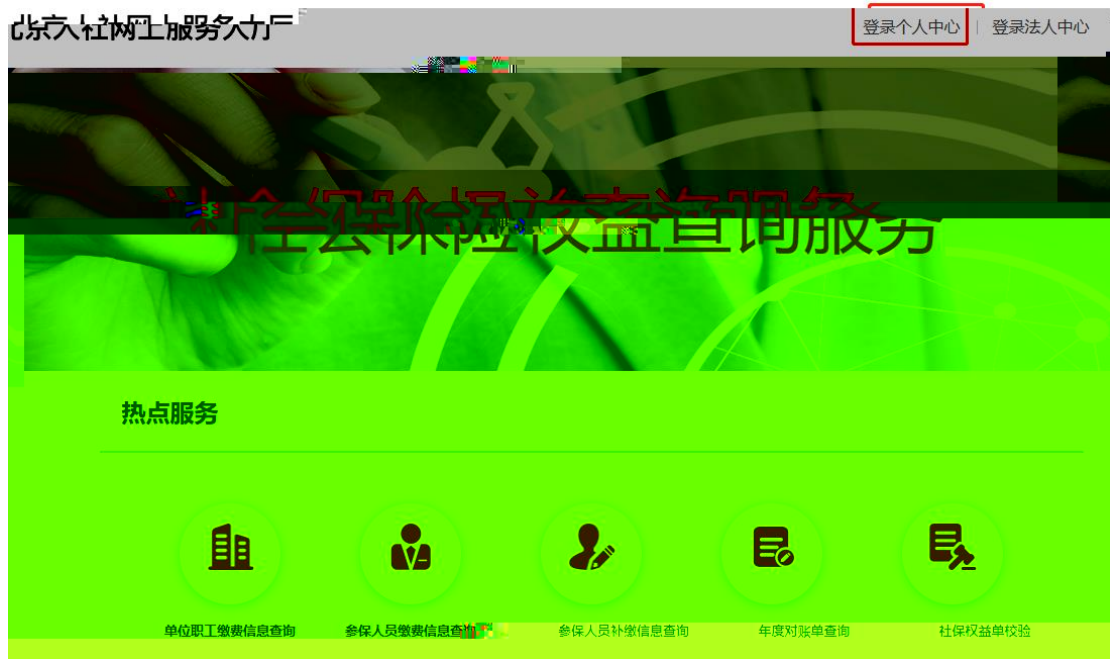 北京人社网上服务大厅
登录个人中心 | 登录法人中心
社会保险权益查询服务
热点服务
单位职工缴费信息查询
参保人员缴费信息查询
参保人员补缴信息查询
年度对账单查询
社保权益单校验